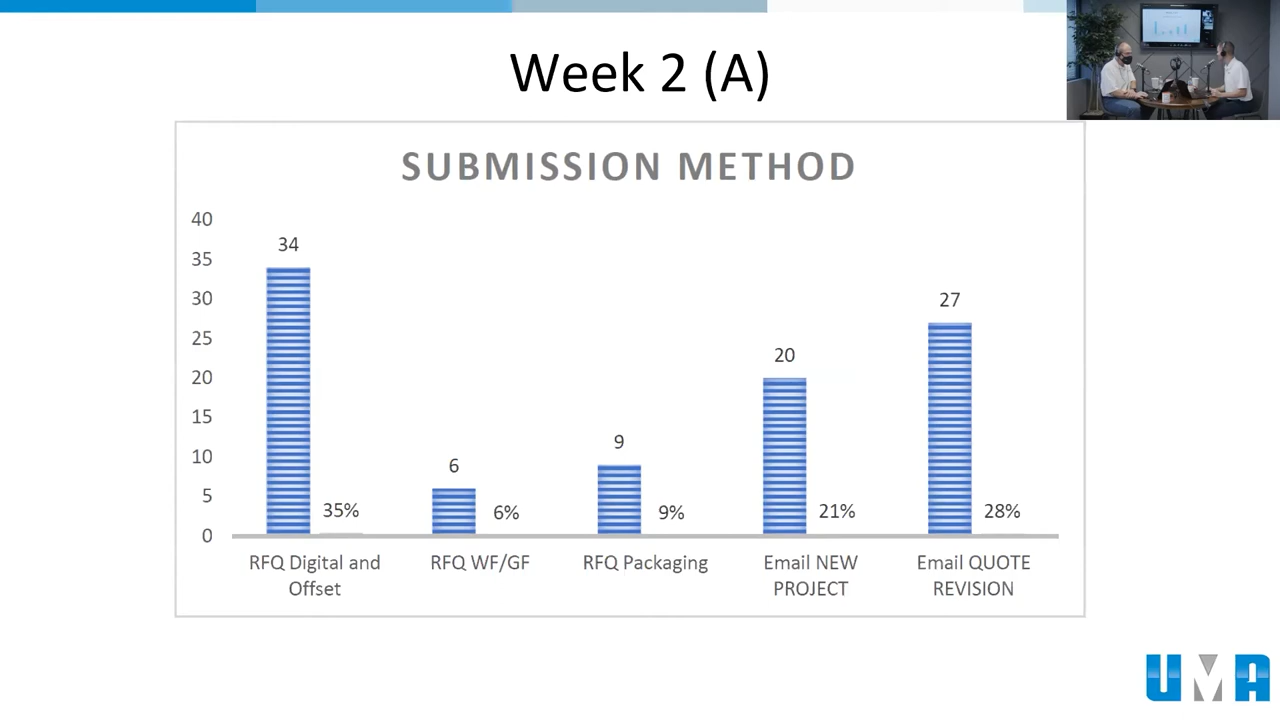 Week 2 (A)
SUBMISSION METHOD
40
35
30
25
20
15
10
5
0
34
35%
6
6%
9
9%
20
21%
27
28%
RFQ Digital and
Offset
RFQ WF/GF
RFQ Packaging
Email NEW
PROJECT
Email QUOTE
REVISION
UMA